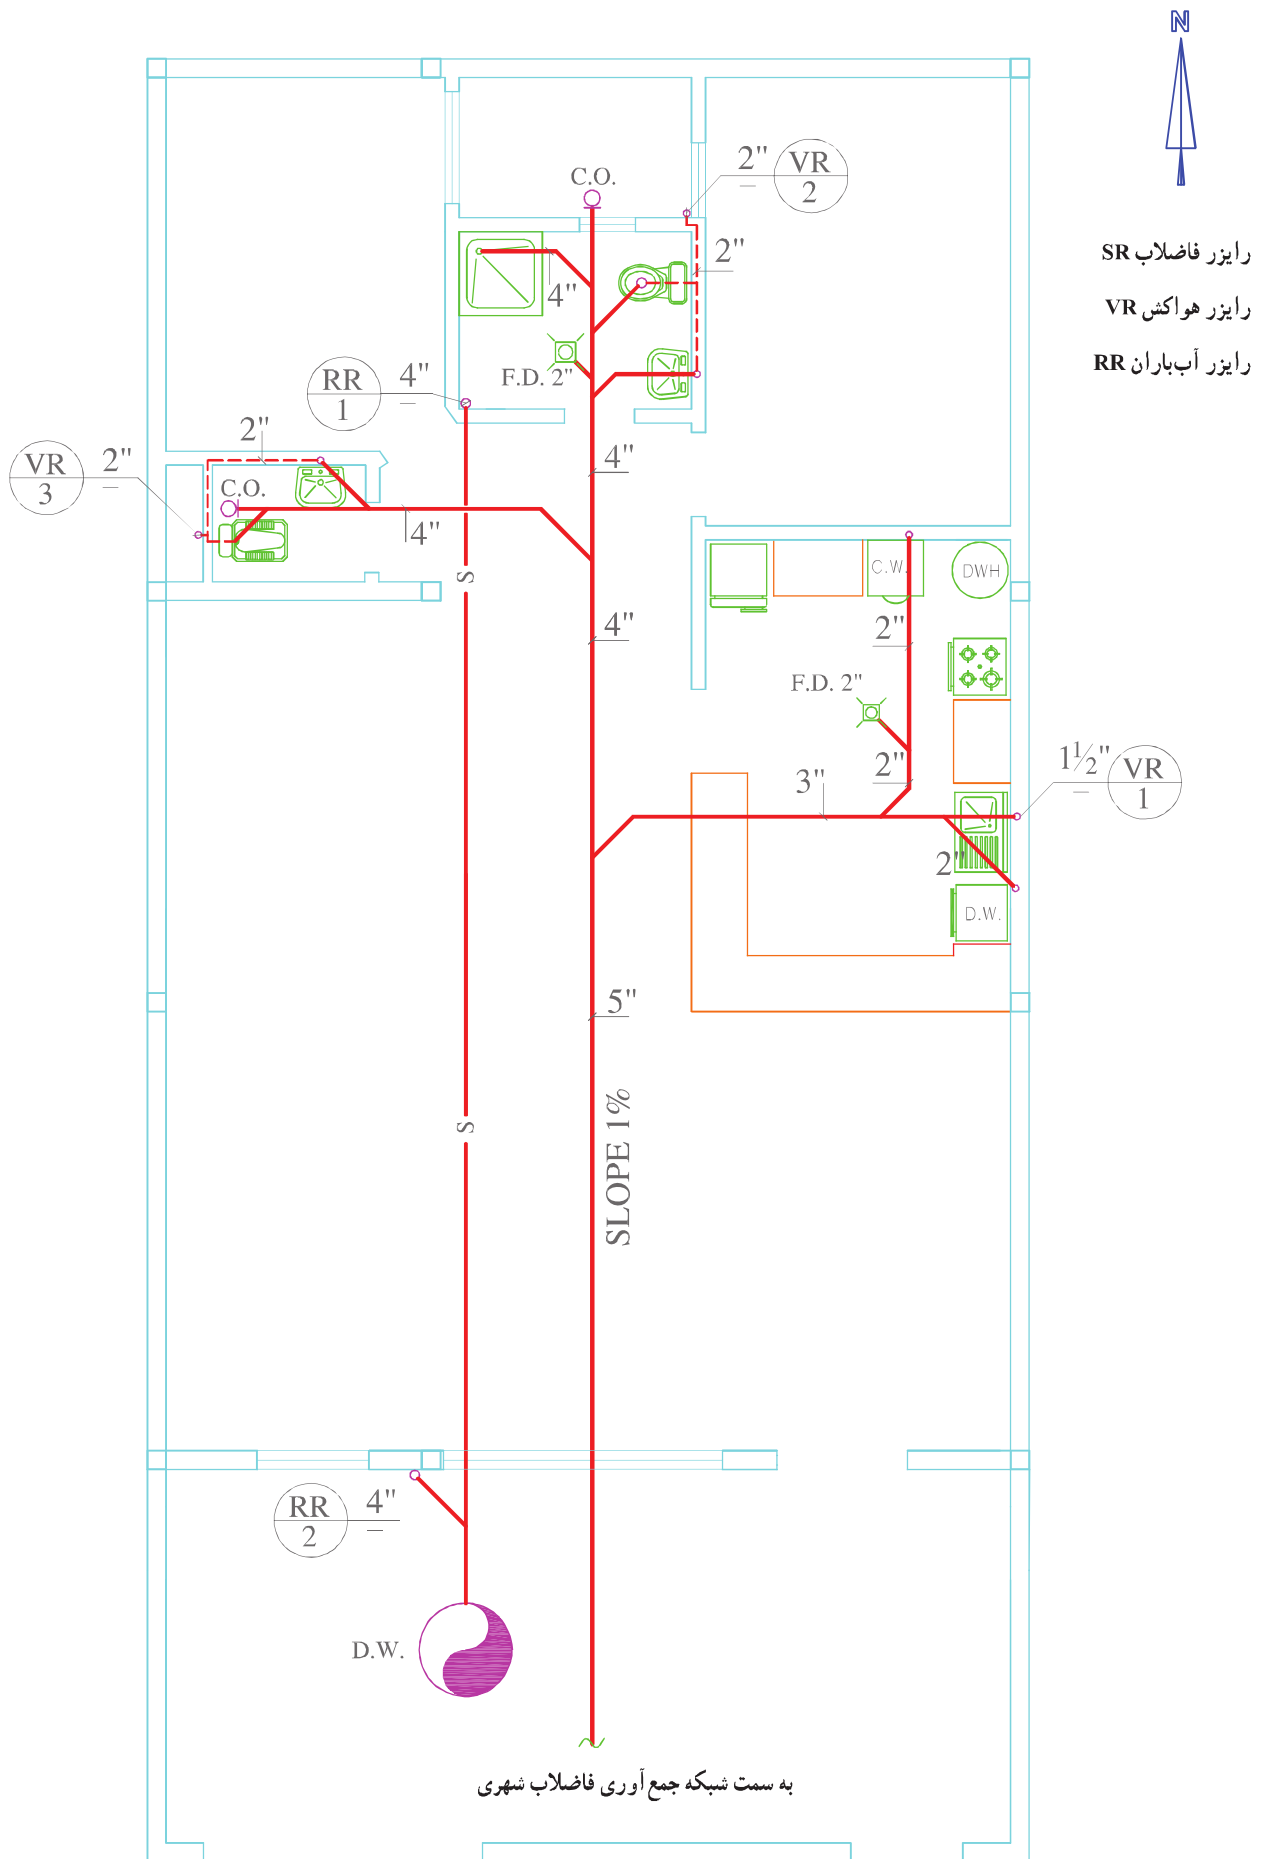 N
C.O.
2" VR
2
رایزر فاضلاب SR
2"
4"
رایزر هواکش VR
رایزر آب‌باران RR
F.D. 2"
RR 4"
1
2"
VR 2"
3
C.O.
4"
4"
C.W.
DWH
S
4"
2"
F.D. 2"
1½" VR
1
2"
3"
2"
D.W.
5"
SLOPE 1%
S
RR 4"
2
D.W.
به سمت شبکه جمع آوری فاضلاب شهری